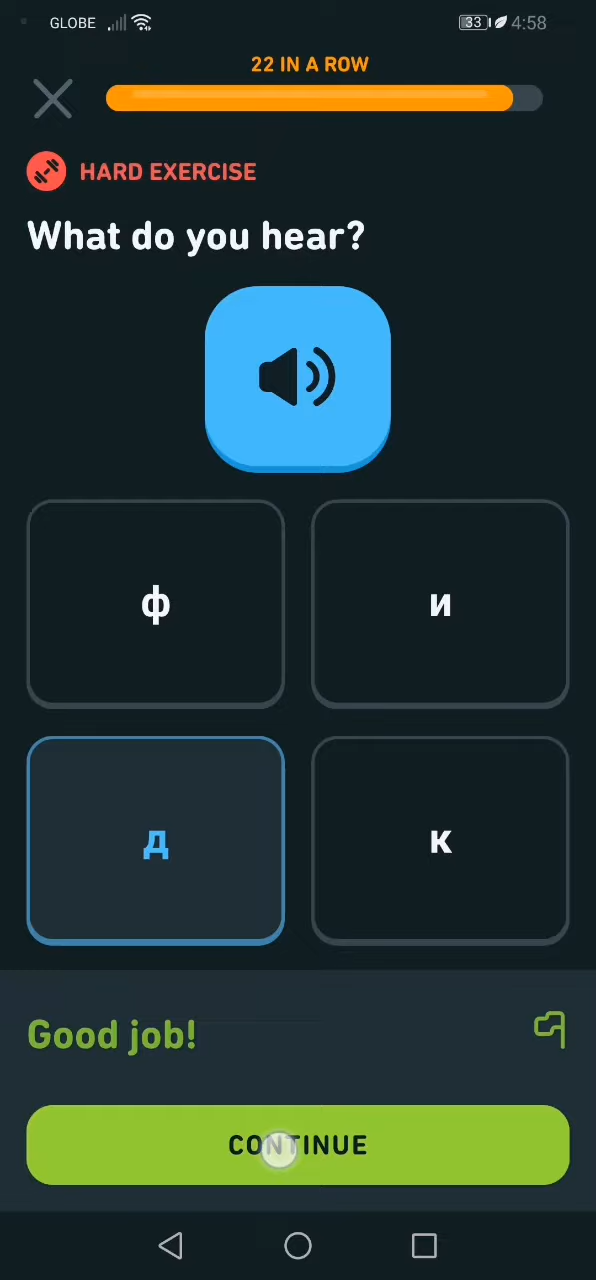 GLOBE 33 4:58
22 IN A ROW
HARD EXERCISE
What do you hear?
ф и
д к
Good job!
CONTINUE